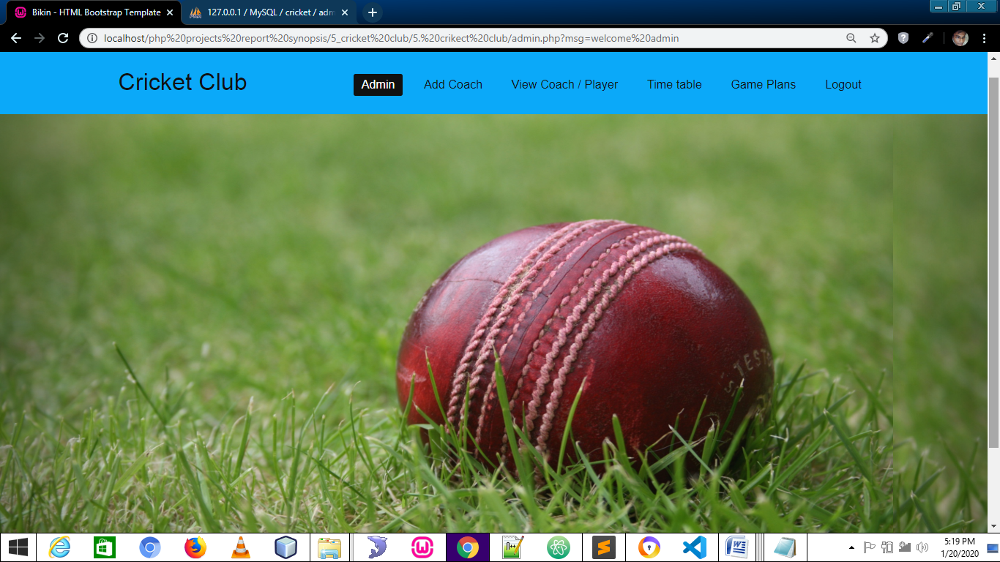 Bikin - HTML Bootstrap Template
127.0.0.1 / MySQL / cricket / adm
localhost/php%20projects%20report%20synopsis/5_cricket%20club/5.%20crikect%20club/admin.php?msg=welcome%20admin
Cricket Club
Admin Add Coach View Coach / Player Time table Game Plans Logout
TEST
5:19 PM
1/20/2020